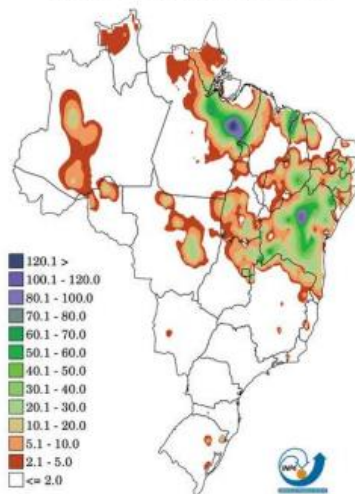 120.1 >
100.1 - 120.0
80.1 - 100.0
70.1 - 80.0
60.1 - 70.0
50.1 - 60.0
40.1 - 50.0
30.1 - 40.0
20.1 - 30.0
10.1 - 20.0
5.1 - 10.0
2.1 - 5.0
<= 2.0
INPE